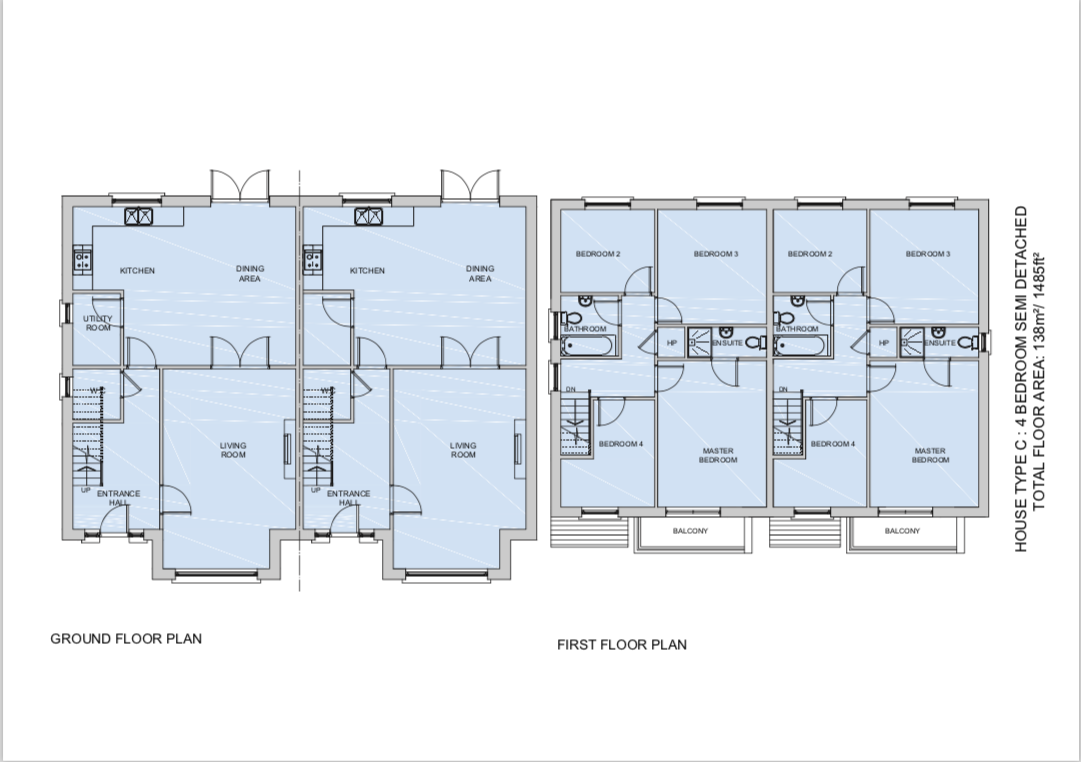 KITCHEN
DINING
AREA
KITCHEN
DINING
AREA
UTILITY
ROOM
LIVING
ROOM
LIVING
ROOM
UP
ENTRANCE
HALL
UP
ENTRANCE
HALL
GROUND FLOOR PLAN
BEDROOM 2
BEDROOM 3
BEDROOM 2
BEDROOM 3
BATHROOM
HP
ENSUITE
BATHROOM
HP
ENSUITE
DN
DN
BEDROOM 4
MASTER
BEDROOM
BEDROOM 4
MASTER
BEDROOM
BALCONY
BALCONY
FIRST FLOOR PLAN
HOUSE TYPE C : 4 BEDROOM SEMI DETACHED
TOTAL FLOOR AREA: 138m²/ 1485ft²